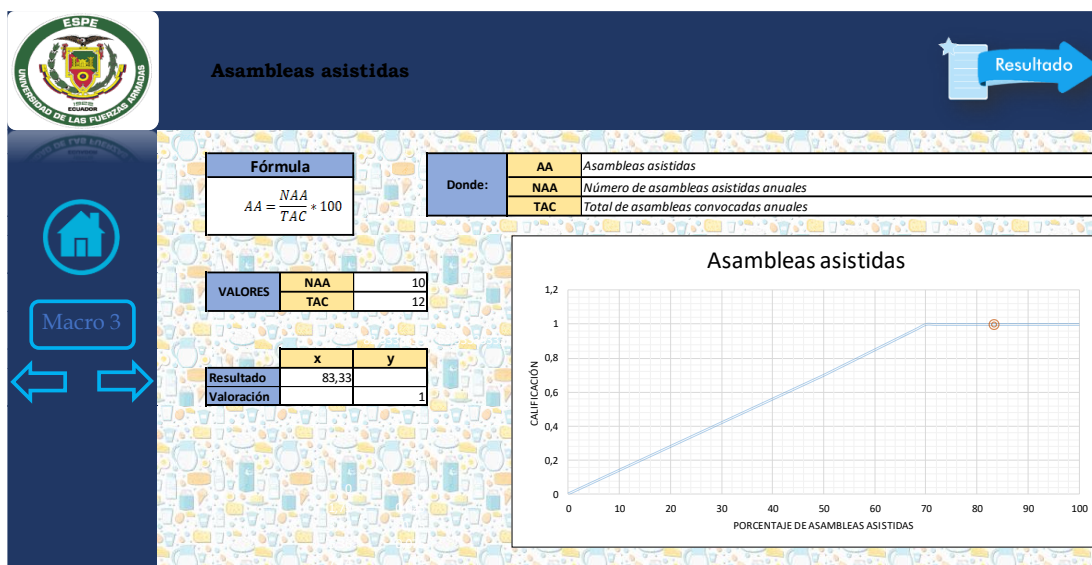 ESPE
UNIVERSIDAD DE LAS FUERZAS ARMADAS
ECUADOR
Asambleas asistidas
Resultado
Fórmula
AA = NAA / TAC * 100
Donde:
AA Asambleas asistidas
NAA Número de asambleas asistidas anuales
TAC Total de asambleas convocadas anuales
Macro 3
VALORES
NAA 10
TAC 12
x y
Resultado 83,33
Valoración 1
Asambleas asistidas
CALIFICACIÓN
1,2
1
0,8
0,6
0,4
0,2
0
0 10 20 30 40 50 60 70 80 90 100
PORCENTAJE DE ASAMBLEAS ASISTIDAS